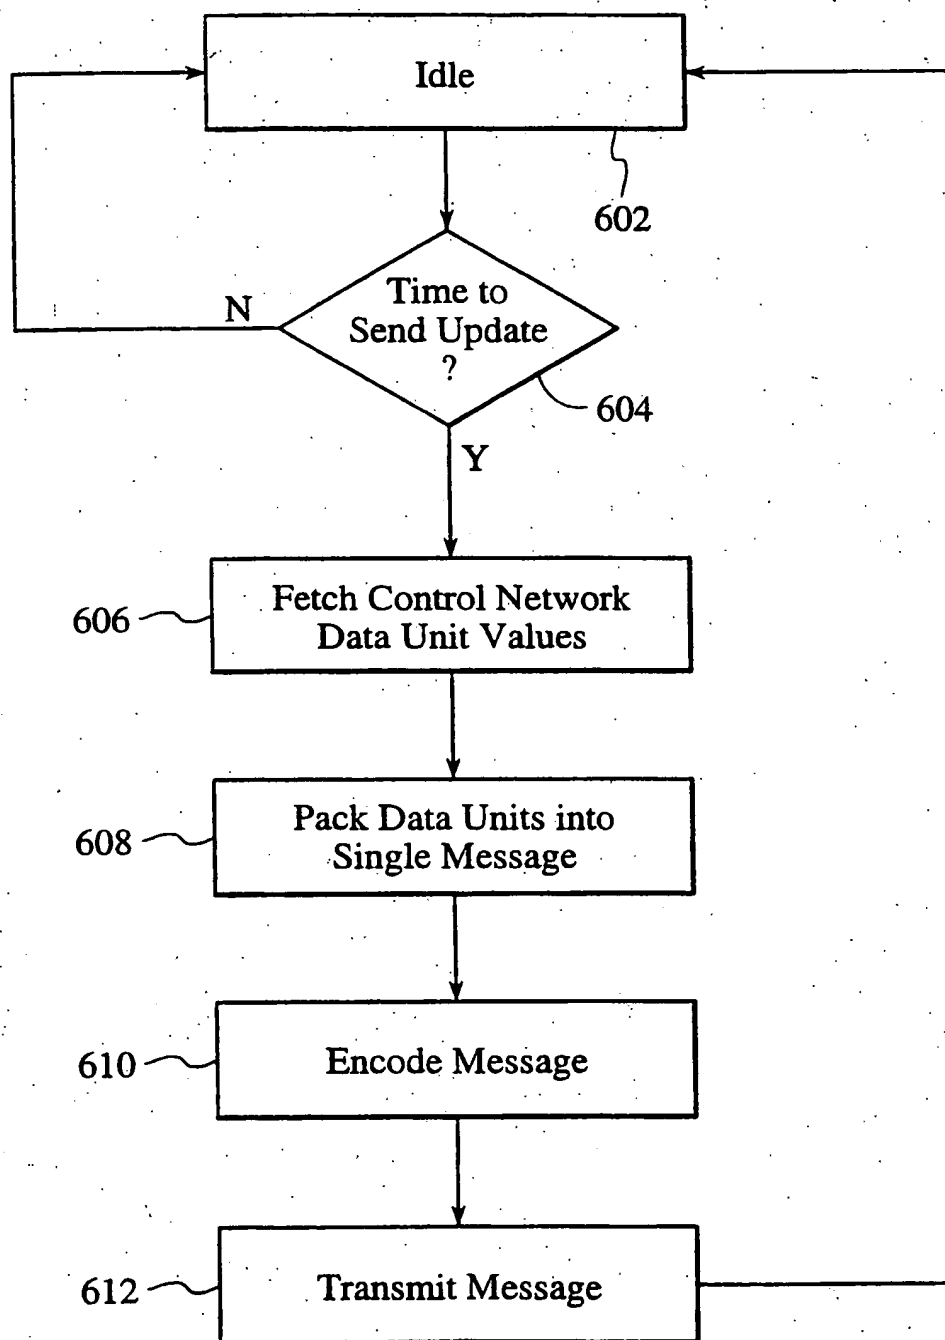 Idle
602
Time to
Send Update
?
N
604
Y
Fetch Control Network
Data Unit Values
606
Pack Data Units into
Single Message
608
Encode Message
610
Transmit Message
612